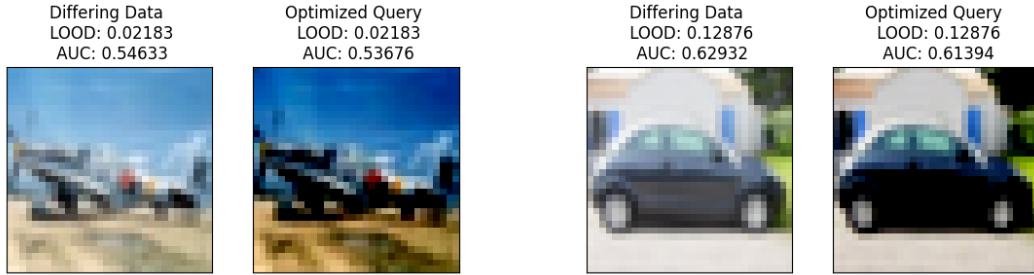 Differing Data
LOOD: 0.02183
AUC: 0.54633
Optimized Query
LOOD: 0.02183
AUC: 0.53676
Differing Data
LOOD: 0.12876
AUC: 0.62932
Optimized Query
LOOD: 0.12876
AUC: 0.61394